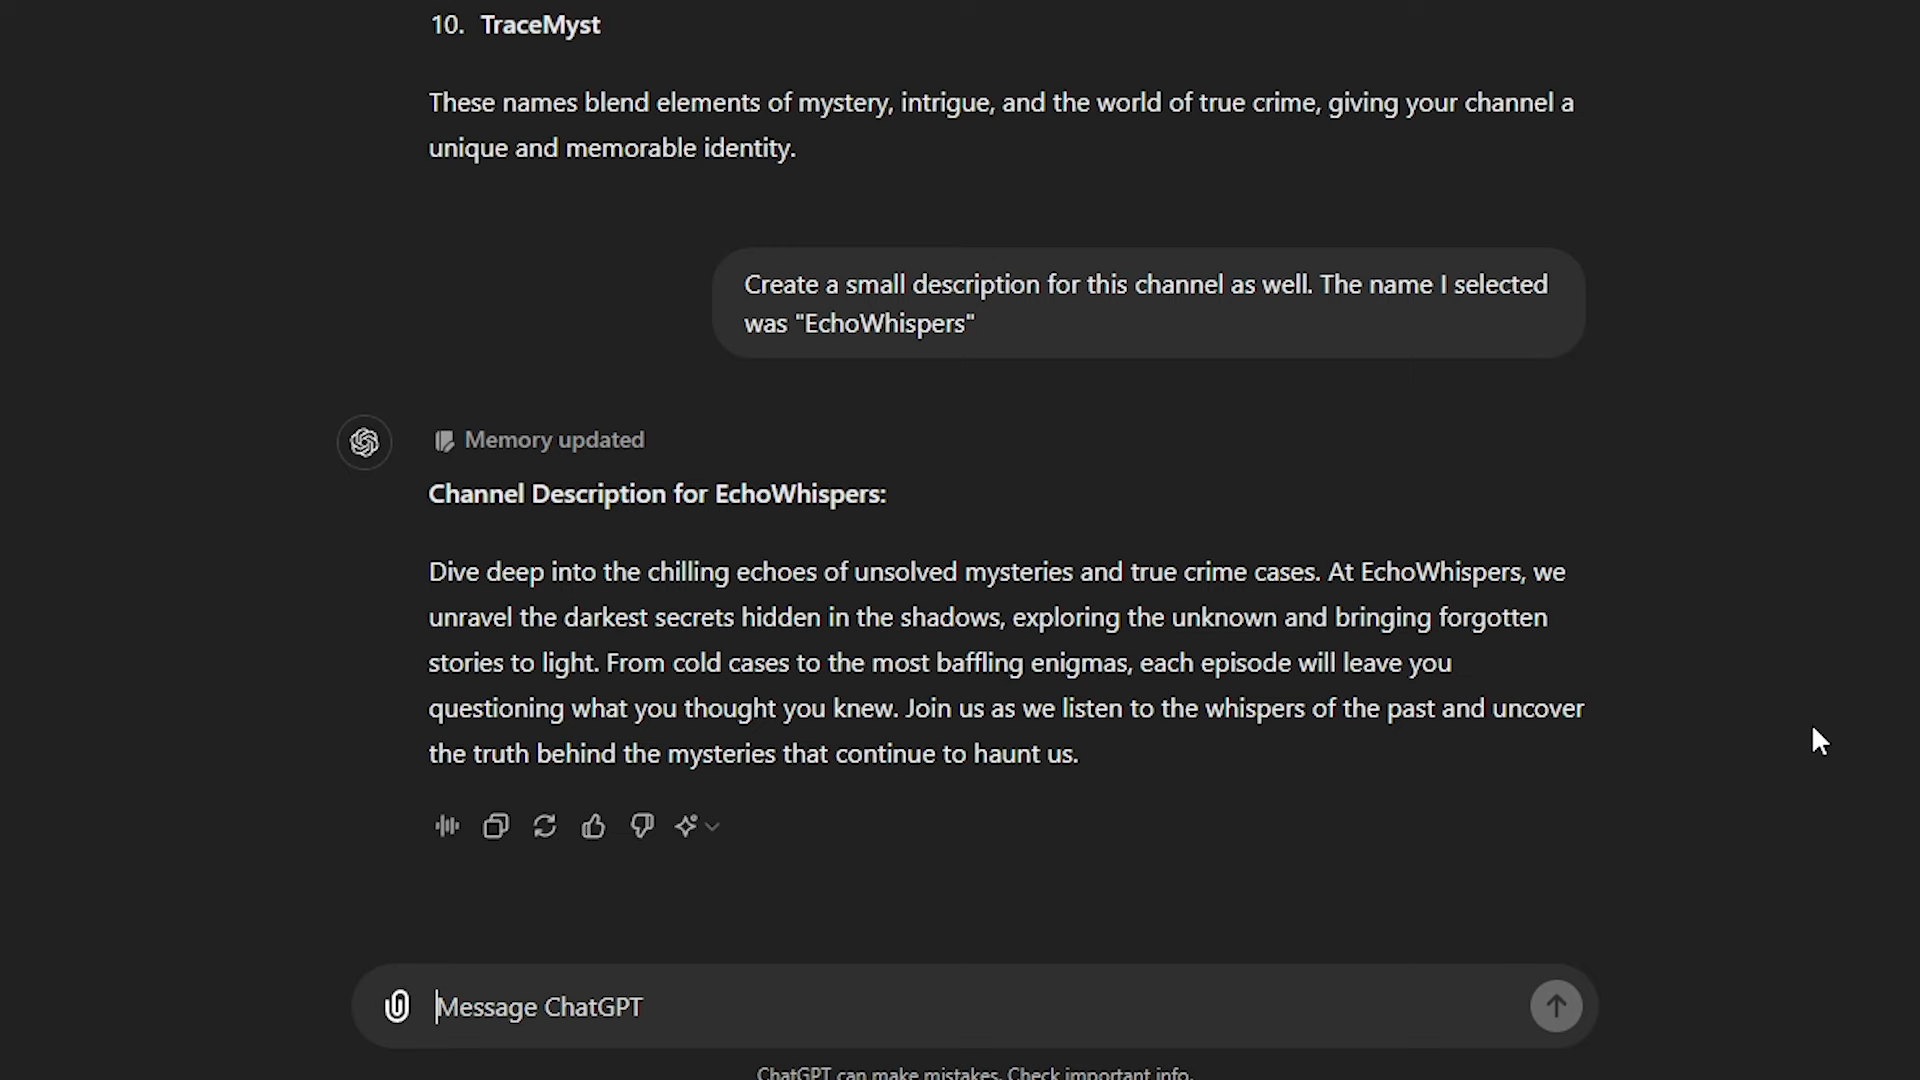 10. TraceMyst
These names blend elements of mystery, intrigue, and the world of true crime, giving your channel a
unique and memorable identity.
Create a small description for this channel as well. The name I selected
was "EchoWhispers"
Memory updated
Channel Description for EchoWhispers:
Dive deep into the chilling echoes of unsolved mysteries and true crime cases. At EchoWhispers, we
unravel the darkest secrets hidden in the shadows, exploring the unknown and bringing forgotten
stories to light. From cold cases to the most baffling enigmas, each episode will leave you
questioning what you thought you knew. Join us as we listen to the whispers of the past and uncover
the truth behind the mysteries that continue to haunt us.
Message ChatGPT
ChatGPT can make mistakes. Check important info.